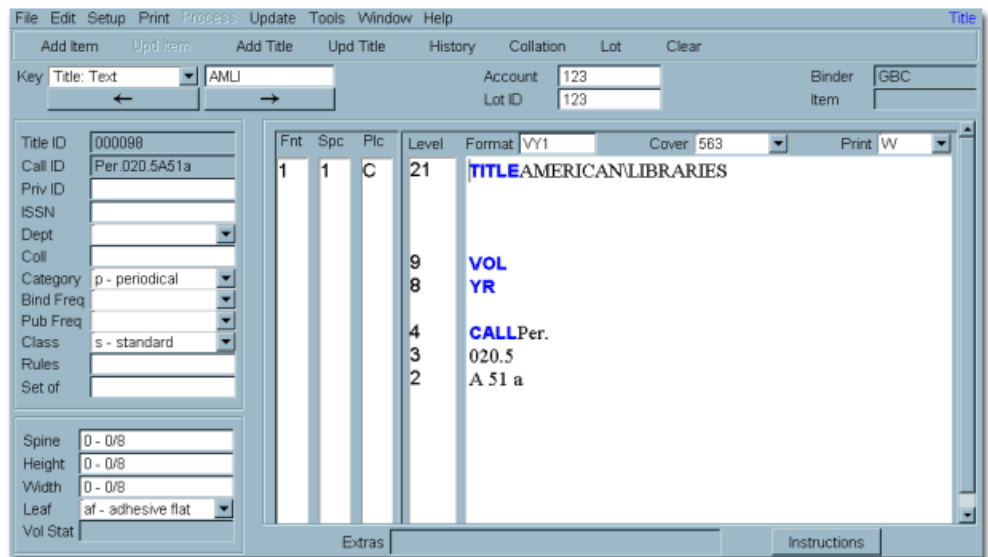 File Edit Setup Print Process Update Tools Window Help Title
Add Item Upd Item Add Title Upd Title History Collation Lot Clear
Key Title: Text AMLI Account 123 Binder GBC
← → Lot ID 123 Item
Title ID 000098 Fnt Spc Plc Level Format VY1 Cover 563 Print W
Call ID Per.020.5A51a 1 1 C 21 TITLEAMERICAN\LIBRARIES
Priv ID
ISSN
Dept
Coll 9 VOL
Category p - periodical 8 YR
Bind Freq
Pub Freq 4 CALLPer.
Class s - standard 3 020.5
Rules 2 A 51 a
Set of
Spine 0 - 0/8
Height 0 - 0/8
Width 0 - 0/8
Leaf af - adhesive flat
Vol Stat
Extras Instructions